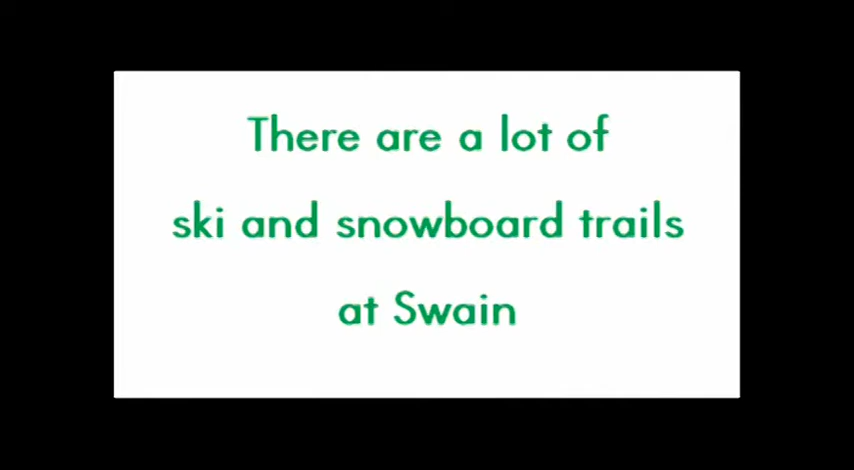 There are a lot of
ski and snowboard trails
at Swain